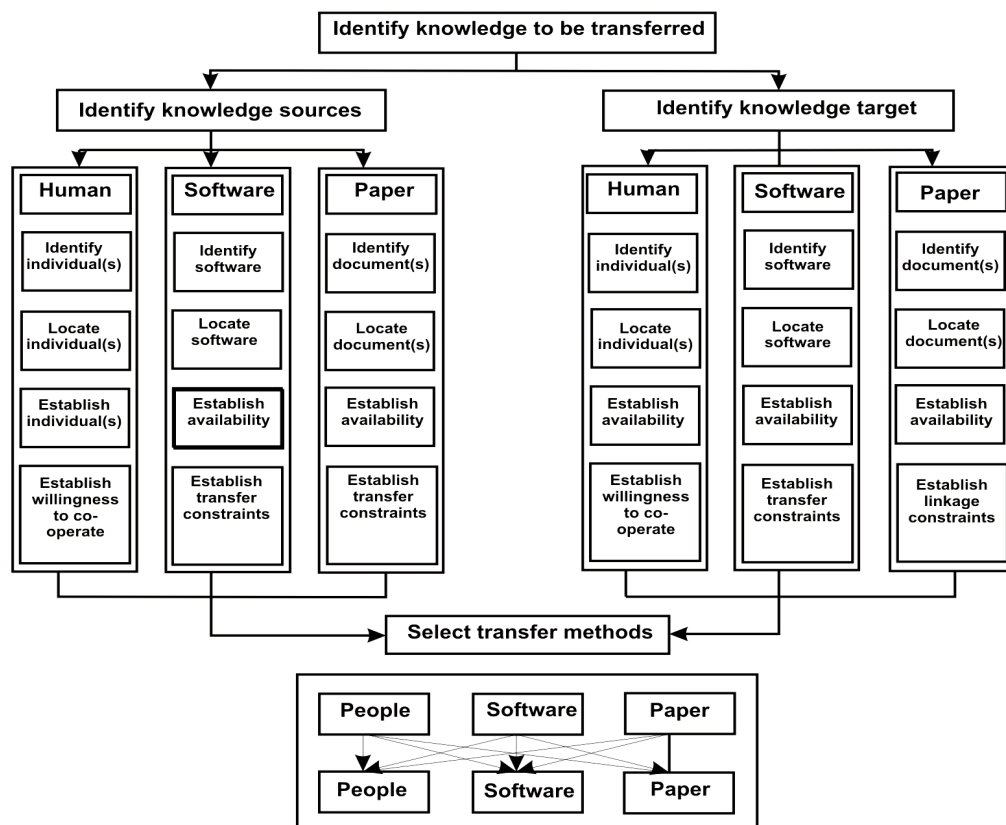 Identify knowledge to be transferred
Identify knowledge sources
Identify knowledge target
Human
Software
Paper
Human
Software
Paper
Identify
individual(s)
Identify
software
Identify
document(s)
Identify
individual(s)
Identify
software
Identify
document(s)
Locate
individual(s)
Locate
software
Locate
document(s)
Locate
individual(s)
Locate
software
Locate
document(s)
Establish
individual(s)
Establish
availability
Establish
availability
Establish
availability
Establish
availability
Establish
availability
Establish
willingness
to co-
operate
Establish
transfer
constraints
Establish
transfer
constraints
Establish
willingness
to co-
operate
Establish
transfer
constraints
Establish
linkage
constraints
Select transfer methods
People
Software
Paper
People
Software
Paper